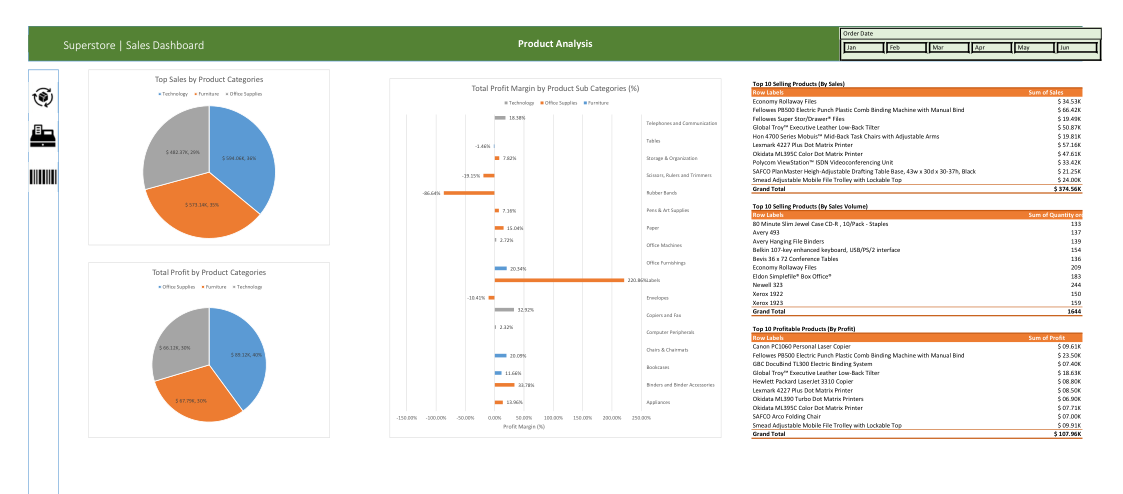 Superstore | Sales Dashboard
Product Analysis
Order Date
Jan Feb Mar Apr May Jun
Top Sales by Product Categories
Technology Furniture Office Supplies
$ 482.37K, 29%
$ 573.14K, 35%
Total Profit by Product Categories
Office Supplies Furniture Technology
$ 89.12K, 40%
Total Profit Margin by Product Sub Categories (%)
Technology Office Supplies Furniture
18.38% Telephones and Communication
-1.46% Tables
7.82% Storage & Organization
-19.15% Scissors, Rulers and Trimmers
-86.64% Rubber Bands
7.16% Pens & Art Supplies
15.04% Paper
2.72% Office Machines
20.34% Office Furnishings
220.86% Labels
-10.41% Envelopes
32.92% Copiers and Fax
2.32% Computer Peripherals
20.09% Chairs & Chairmats
11.66% Bookcases
33.78% Binders and Binder Accessories
13.96% Appliances
-150.00% -100.00% -50.00% 0.00% 50.00% 100.00% 150.00% 200.00% 250.00%
Profit Margin (%)
Top 10 Selling Products (By Sales)
Row Labels Sum of Sales
Economy Rollaway Files $ 34.53K
Fellowes PB500 Electric Punch Plastic Comb Binding Machine with Manual Bind $ 66.42K
Fellowes Super Stor/Drawer® Files $ 19.49K
Global Troy™ Executive Leather Low-Back Tilter $ 50.87K
Hon 4700 Series Mobuis™ Mid-Back Task Chairs with Adjustable Arms $ 19.81K
Lexmark 4227 Plus Dot Matrix Printer $ 57.16K
Okidata ML395C Color Dot Matrix Printer $ 47.61K
Polycom ViewStation™ ISDN Videoconferencing Unit $ 33.42K
SAFCO PlanMaster Heigh-Adjustable Drafting Table Base, 43w x 30d x 30-37h, Black $ 21.25K
Smead Adjustable Mobile File Trolley with Lockable Top $ 24.00K
Grand Total $ 374.56K
Top 10 Selling Products (By Sales Volume)
Row Labels Sum of Quantity or
80 Minute Slim Jewel Case CD-R , 10/Pack - Staples 133
Avery 493 137
Avery Hanging File Binders 139
Belkin 107-key enhanced keyboard, USB/PS/2 interface 154
Bevis 36 x 72 Conference Tables 136
Economy Rollaway Files 209
Eldon Simplefile® Box Office® 183
Newell 323 244
Xerox 1922 150
Xerox 1923 159
Grand Total 1644
Top 10 Profitable Products (By Profit)
Row Labels Sum of Profit
Canon PC1060 Personal Laser Copier $ 09.61K
Fellowes PB500 Electric Punch Plastic Comb Binding Machine with Manual Bind $ 23.50K
GBC DocuBind TL300 Electric Binding System $ 07.40K
Global Troy™ Executive Leather Low-Back Tilter $ 18.63K
Hewlett Packard LaserJet 3310 Copier $ 08.80K
Lexmark 4227 Plus Dot Matrix Printer $ 08.50K
Okidata ML390 Turbo Dot Matrix Printers $ 06.90K
Okidata ML395C Color Dot Matrix Printer $ 07.71K
SAFCO Arco Folding Chair $ 07.00K
Smead Adjustable Mobile File Trolley with Lockable Top $ 09.91K
Grand Total $ 107.96K